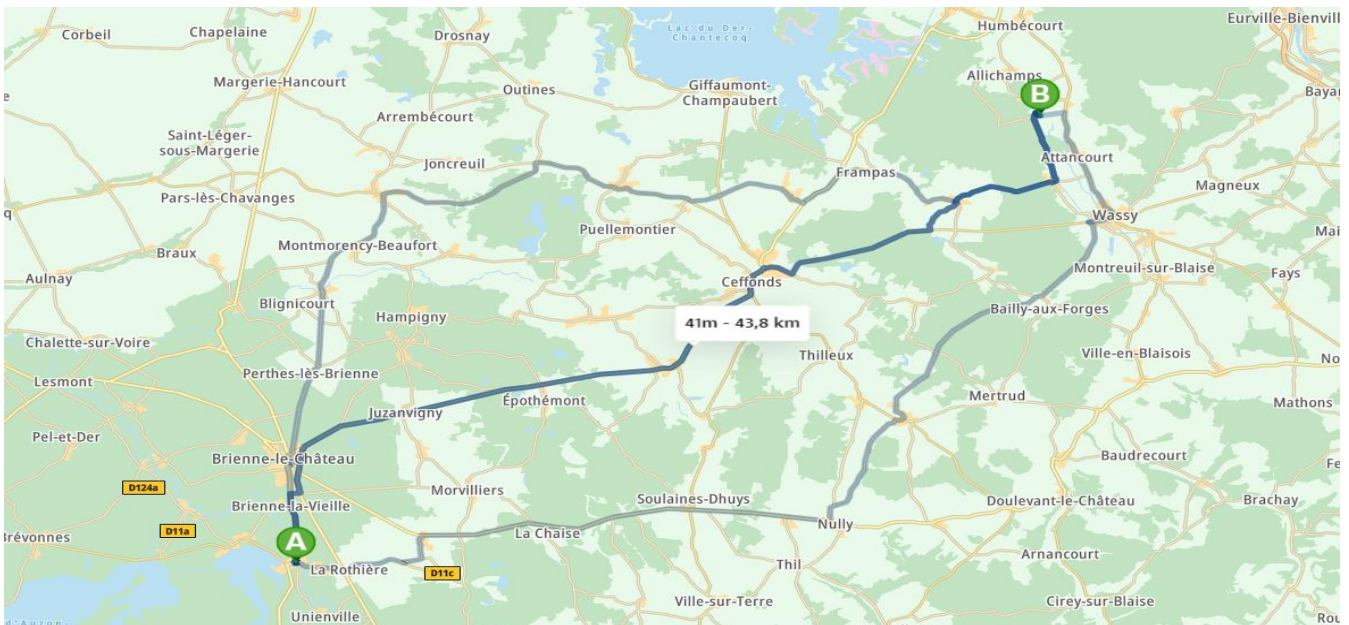 Corbeil
Chapelaine
Drosnay
Lac du Der-
Chantecoq
Humbécourt
Eurville-Bienvill
Margerie-Hancourt
Outines
Giffaumont-
Champaubert
Allichamps
B
Bayar
e
Arrembécourt
Saint-Léger-
sous-Margerie
Joncreuil
Attancourt
Frampas
Magneux
Pars-lès-Chavanges
q
Wassy
Puellemontier
Mai
Montmorency-Beaufort
Braux
Montreuil-sur-Blaise
Fays
Aulnay
Ceffonds
Blignicourt
Hampigny
Bailly-aux-Forges
41m - 43,8 km
Chalette-sur-Voire
Thilleux
Ville-en-Blaisois
No
Lesmont
Perthes-lès-Brienne
Épothémont
Mertrud
Mathons
Juzanvigny
Pel-et-Der
Brienne-le-Château
Baudrecourt
Fe
D124a
Morvilliers
Soulaines-Dhuys
Doulevant-le-Château
Brachay
Brienne-la-Vieille
D11a
La Chaise
Nully
Brévonnes
A
Arnancourt
La Rothière
D11c
Thil
Ville-sur-Terre
Cirey-sur-Blaise
Unienville
Rou
d'Auzon-